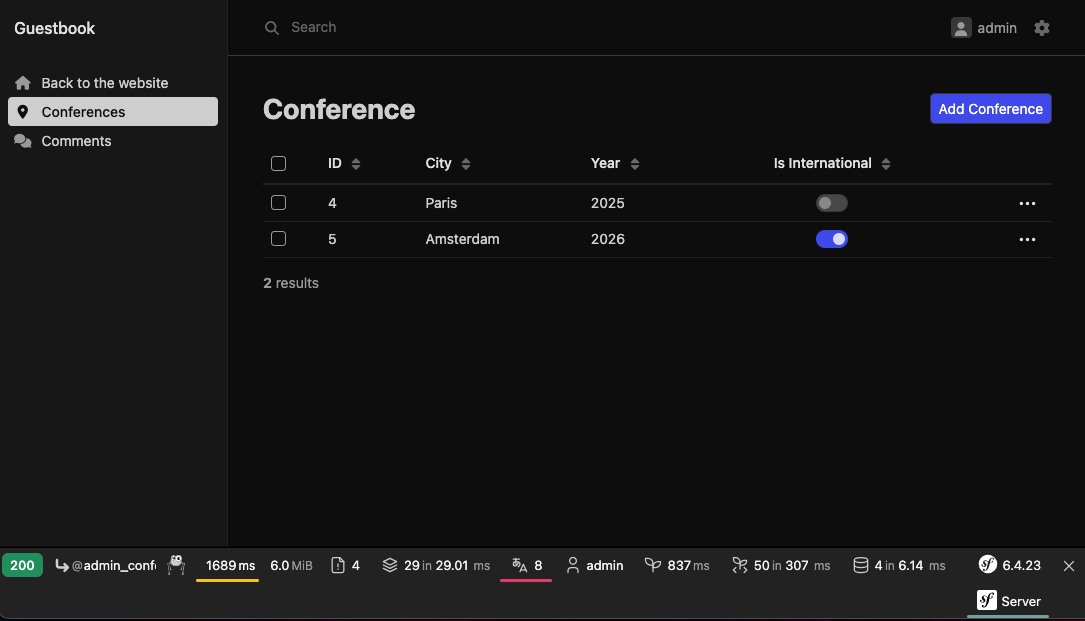 Guestbook
Search
admin
Back to the website
Conferences
Comments
Conference
Add Conference
ID City Year Is International
4 Paris 2025
5 Amsterdam 2026
2 results
200 @admin_conf 1689 ms 6.0 MiB 4 29 in 29.01 ms 8 admin 837 ms 50 in 307 ms 4 in 6.14 ms 6.4.23
Server